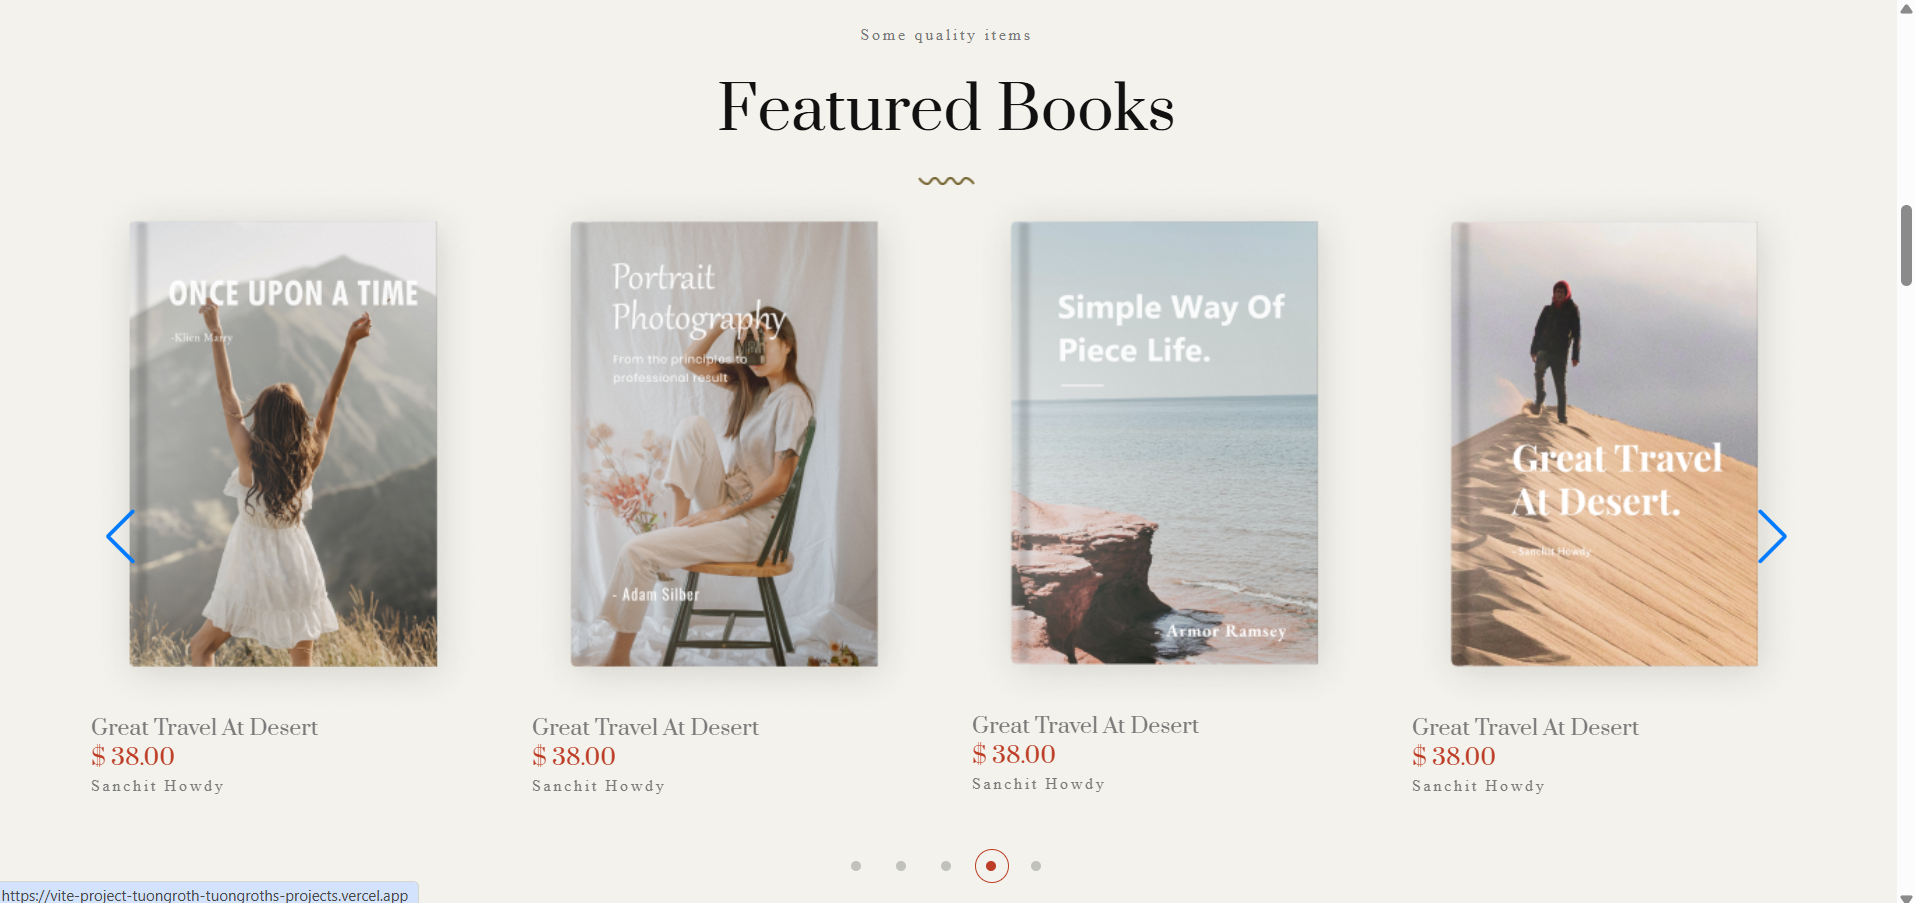 Some quality items
Featured Books
ONCE UPON A TIME
-Klien Marry
Portrait
Photography
From the principles to
professional result
- Adam Silber
Simple Way Of
Piece Life.
- Armor Ramsey
Great Travel
At Desert.
- Sanchit Howdy
Great Travel At Desert
$ 38.00
Sanchit Howdy
Great Travel At Desert
$ 38.00
Sanchit Howdy
Great Travel At Desert
$ 38.00
Sanchit Howdy
Great Travel At Desert
$ 38.00
Sanchit Howdy
https://vite-project-tuongroth-tuongroths-projects.vercel.app